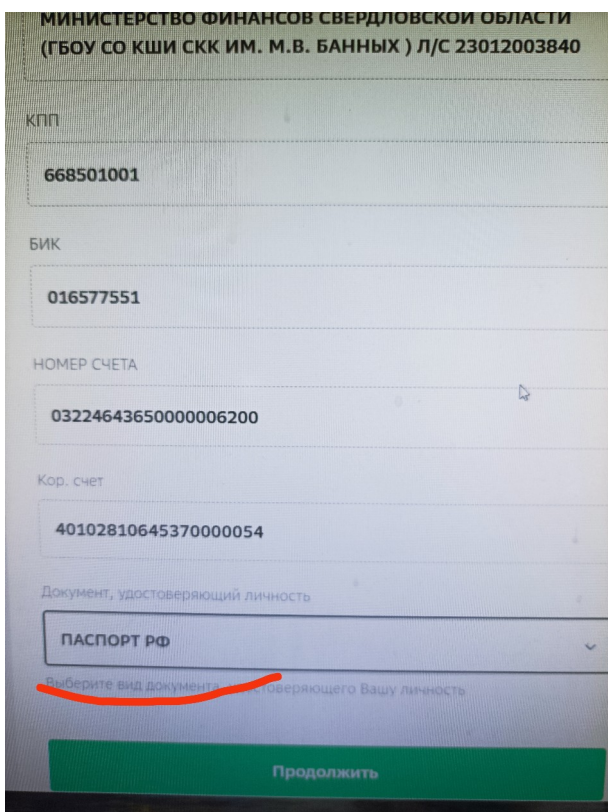 МИНИСТЕРСТВО ФИНАНСОВ СВЕРДЛОВСКОЙ ОБЛАСТИ
(ГБОУ СО КШИ СКК ИМ. М.В. БАННЫХ ) Л/С 23012003840
КПП
668501001
БИК
016577551
НОМЕР СЧЕТА
03224643650000006200
Кор. счет
40102810645370000054
Документ, удостоверяющий личность
ПАСПОРТ РФ
Выберите вид документа, удостоверяющего Вашу личность
Продолжить